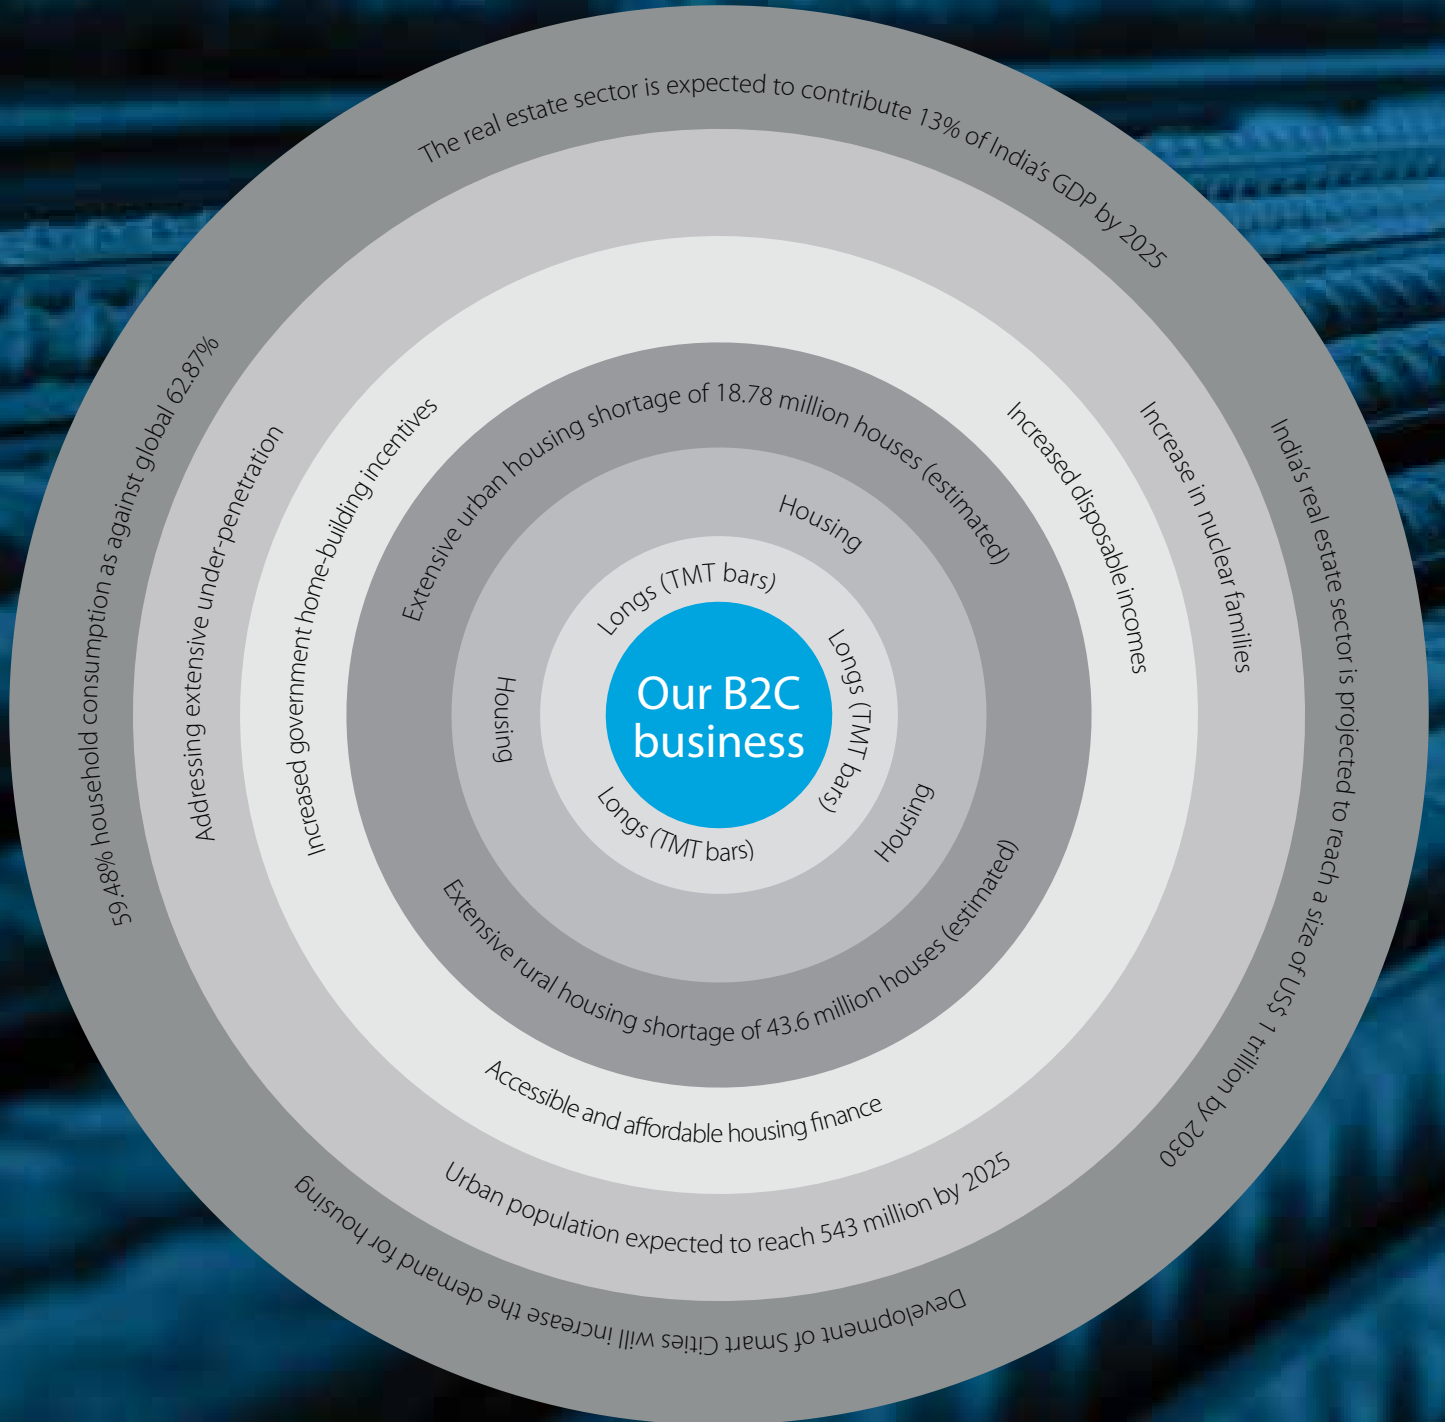 The real estate sector is expected to contribute 13% of India's GDP by 2025
India's real estate sector is projected to reach a size of US$ 1 trillion by 2030
Development of Smart Cities will increase the demand for housing
59.48% household consumption as against global 62.87%
Increase in nuclear families
Urban population expected to reach 543 million by 2025
Addressing extensive under-penetration
Increased disposable incomes
Accessible and affordable housing finance
Increased government home-building incentives
Extensive urban housing shortage of 18.78 million houses (estimated)
Extensive rural housing shortage of 43.6 million houses (estimated)
Housing
Housing
Housing
Longs (TMT bars)
Longs (TMT bars)
Longs (TMT bars)
Our B2C
business